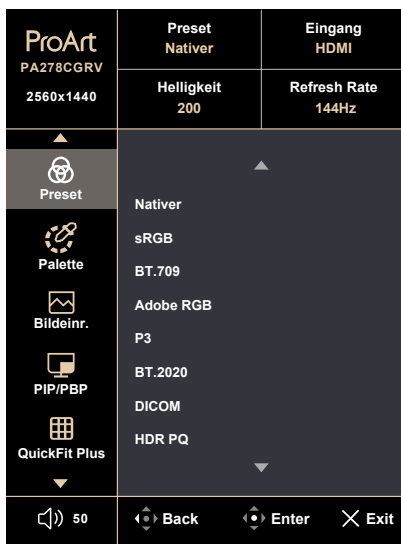 ProArt
PA278CGRV
2560x1440
Preset
Nativer
Eingang
HDMI
Helligkeit
200
Refresh Rate
144Hz
Preset
Palette
Bildeinr.
PIP/PBP
QuickFit Plus
Nativer
sRGB
BT.709
Adobe RGB
P3
BT.2020
DICOM
HDR PQ
50
Back
Enter
Exit